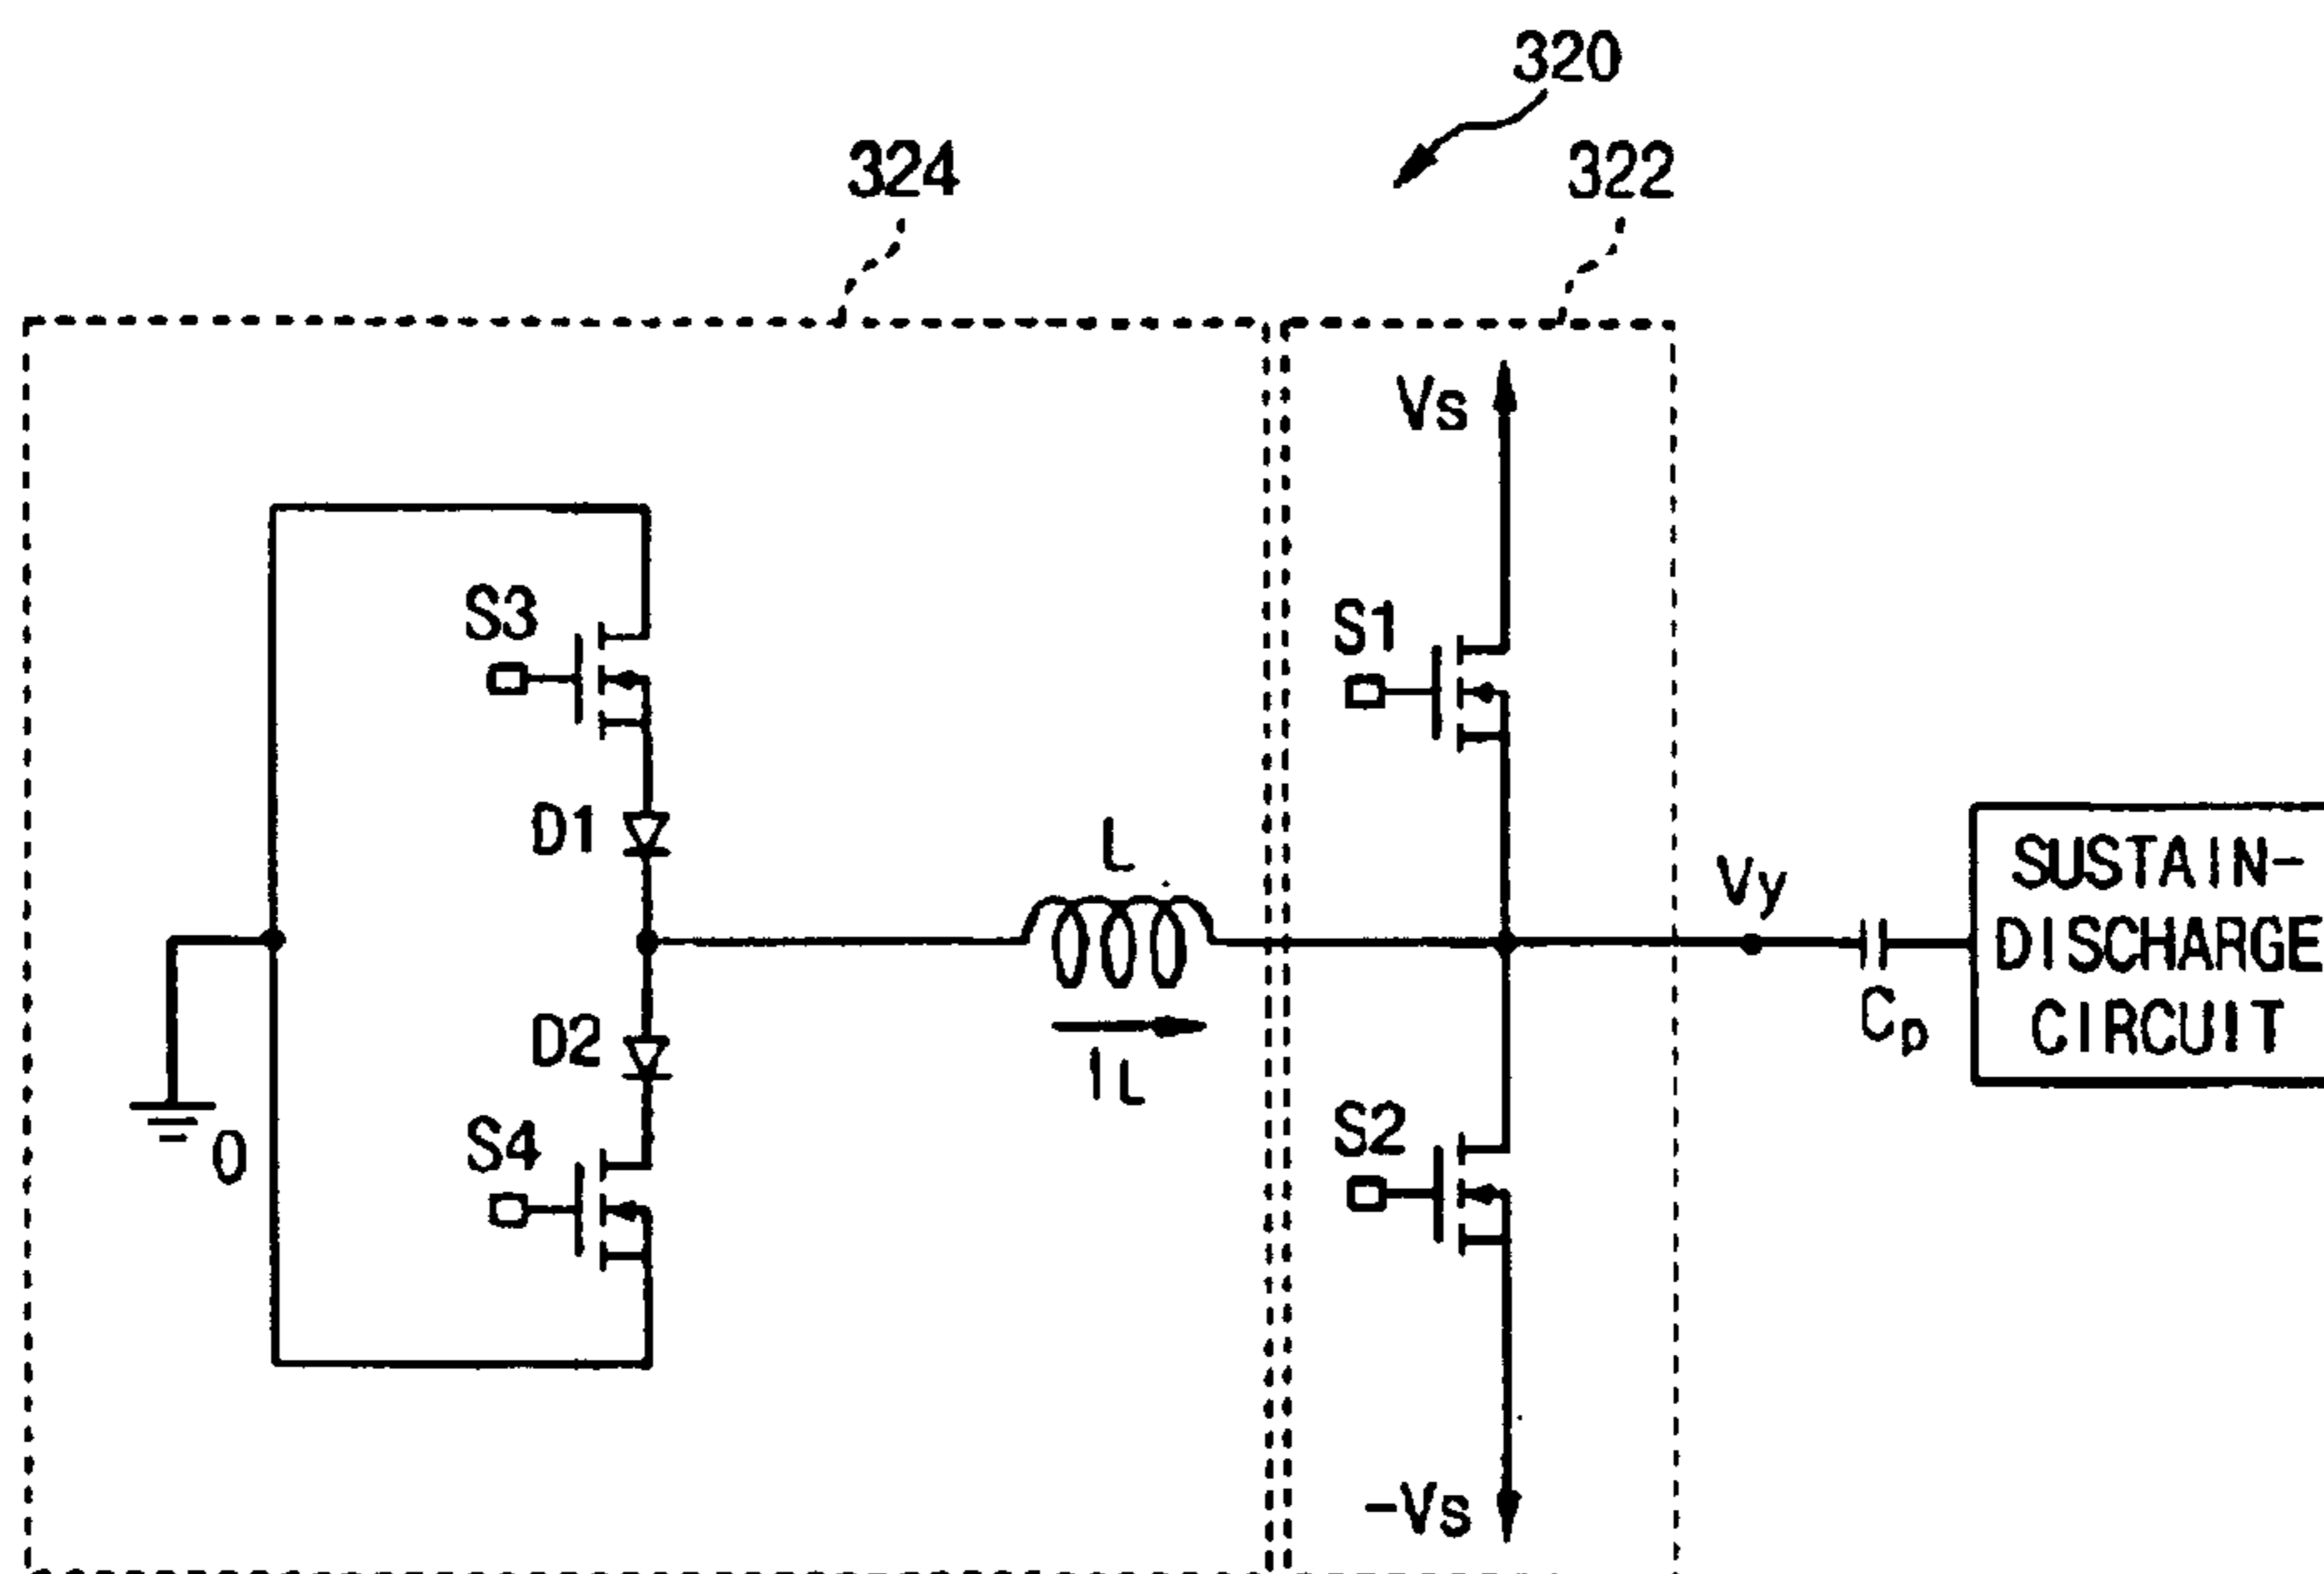 320
324
322
Vs
S3
S1
D1
L
Vy
SUSTAIN-
DISCHARGE
CIRCUIT
Cp
D2
IL
S4
S2
0
-Vs